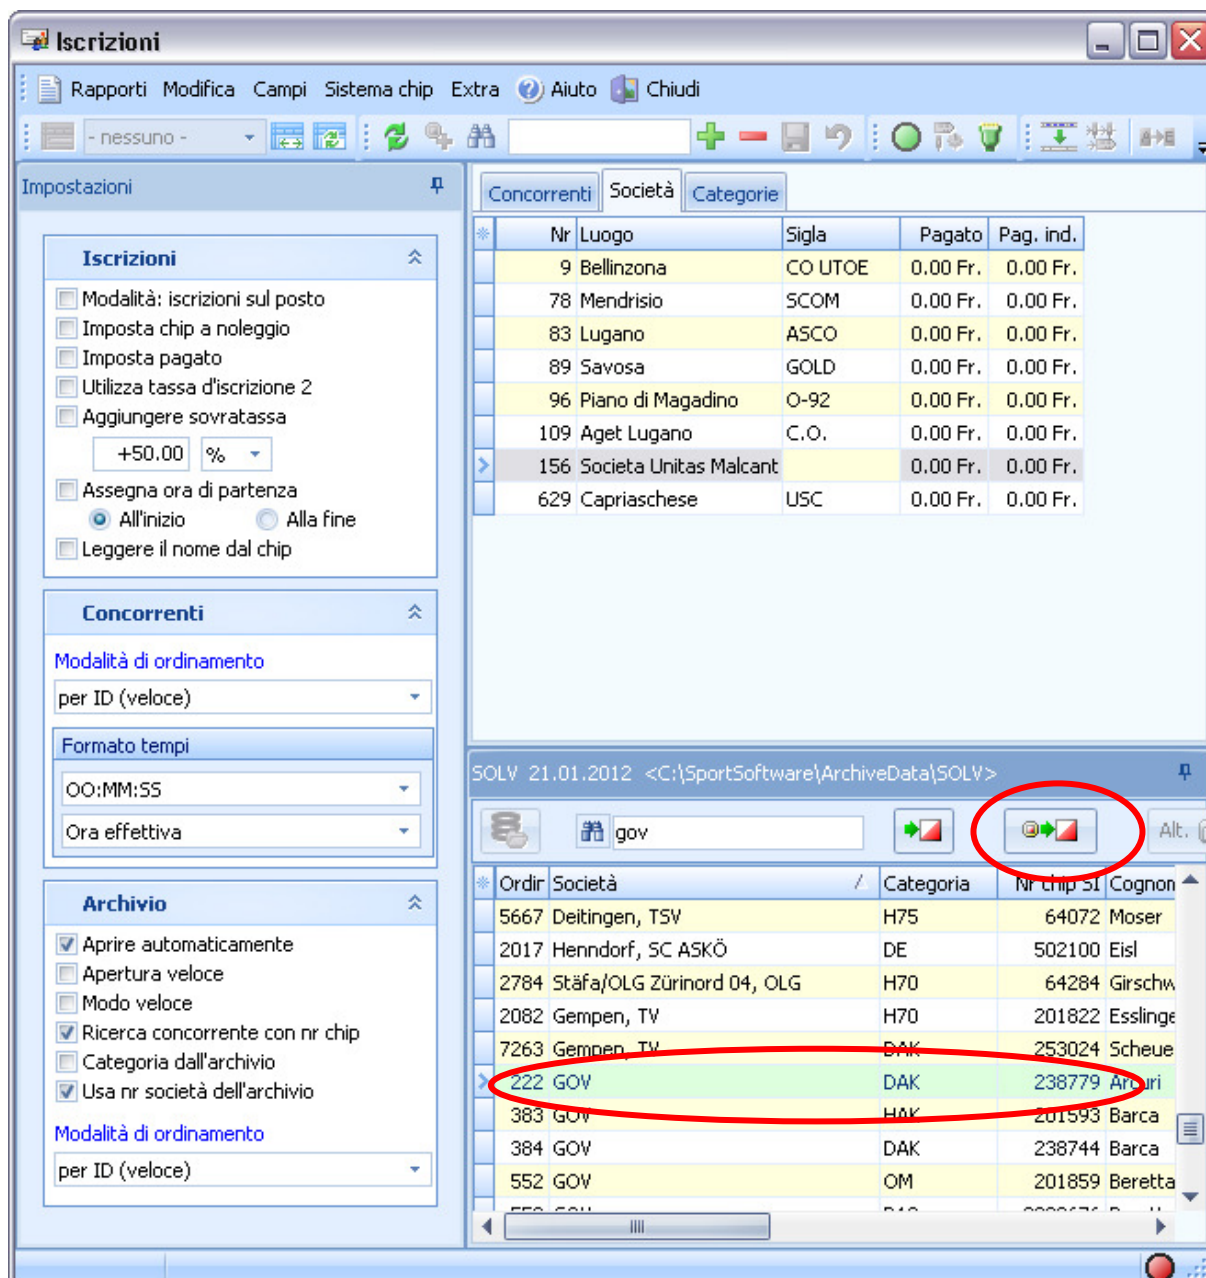 Iscrizioni
Rapporti Modifica Campi Sistema chip Extra Aiuto Chiudi
- nessuno -
Impostazioni
Iscrizioni
Modalità: iscrizioni sul posto
Imposta chip a noleggio
Imposta pagato
Utilizza tassa d'iscrizione 2
Aggiungere sovratassa
+50.00 %
Assegna ora di partenza
All'inizio Alla fine
Leggere il nome dal chip
Concorrenti
Modalità di ordinamento
per ID (veloce)
Formato tempi
OO:MM:SS
Ora effettiva
Archivio
Aprire automaticamente
Apertura veloce
Modo veloce
Ricerca concorrente con nr chip
Categoria dall'archivio
Usa nr società dell'archivio
Modalità di ordinamento
per ID (veloce)
Concorrenti Società Categorie
Nr Luogo Sigla Pagato Pag. ind.
9 Bellinzona CO UTOE 0.00 Fr. 0.00 Fr.
78 Mendrisio SCOM 0.00 Fr. 0.00 Fr.
83 Lugano ASCO 0.00 Fr. 0.00 Fr.
89 Savosa GOLD 0.00 Fr. 0.00 Fr.
96 Piano di Magadino O-92 0.00 Fr. 0.00 Fr.
109 Aget Lugano C.O. 0.00 Fr. 0.00 Fr.
156 Societa Unitas Malcant 0.00 Fr. 0.00 Fr.
629 Capriaschese USC 0.00 Fr. 0.00 Fr.
SOLV 21.01.2012 <C:\SportSoftware\ArchiveData\SOLV>
gov Alt.
Ordir Società Categoria Nr chip SI Cognon
5667 Deitingen, TSV H75 64072 Moser
2017 Henndorf, SC ASKÖ DE 502100 Eisl
2784 Stäfa/OLG Zürinord 04, OLG H70 64284 Girschw
2082 Gempen, TV H70 201822 Esslinge
7263 Gempen, TV DAK 253024 Scheue
222 GOV DAK 238779 Arcuri
383 GOV HAK 201593 Barca
384 GOV DAK 238744 Barca
552 GOV OM 201859 Beretta